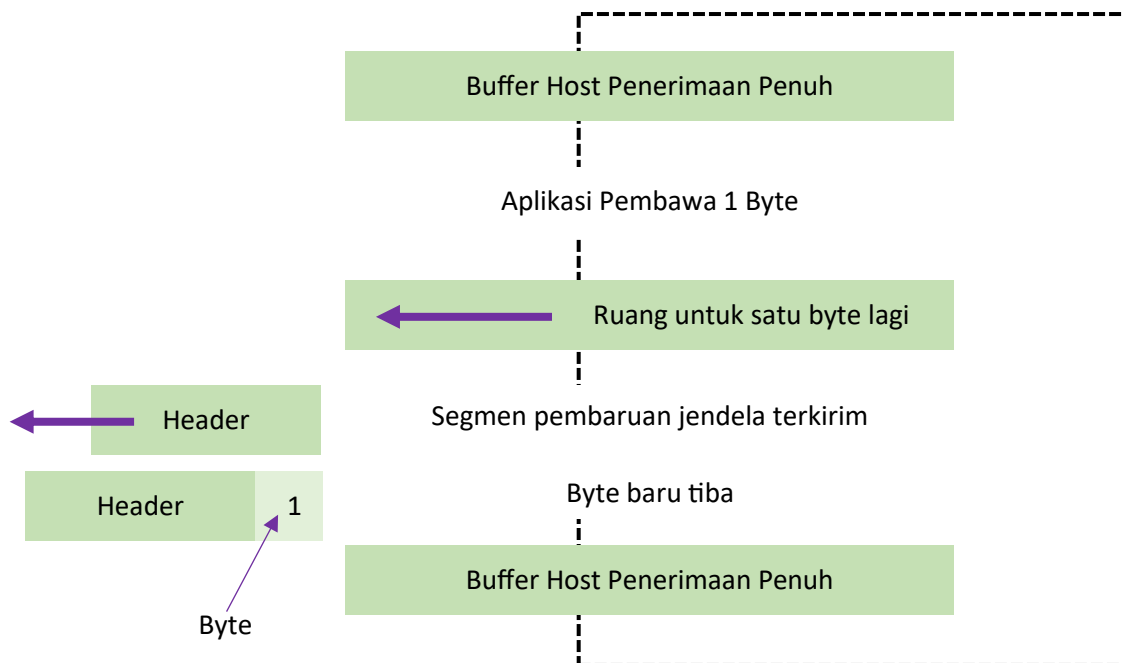 Buffer Host Penerimaan Penuh
Aplikasi Pembawa 1 Byte
Ruang untuk satu byte lagi
Header
Segmen pembaruan jendela terkirim
Header
1
Byte baru tiba
Buffer Host Penerimaan Penuh
Byte